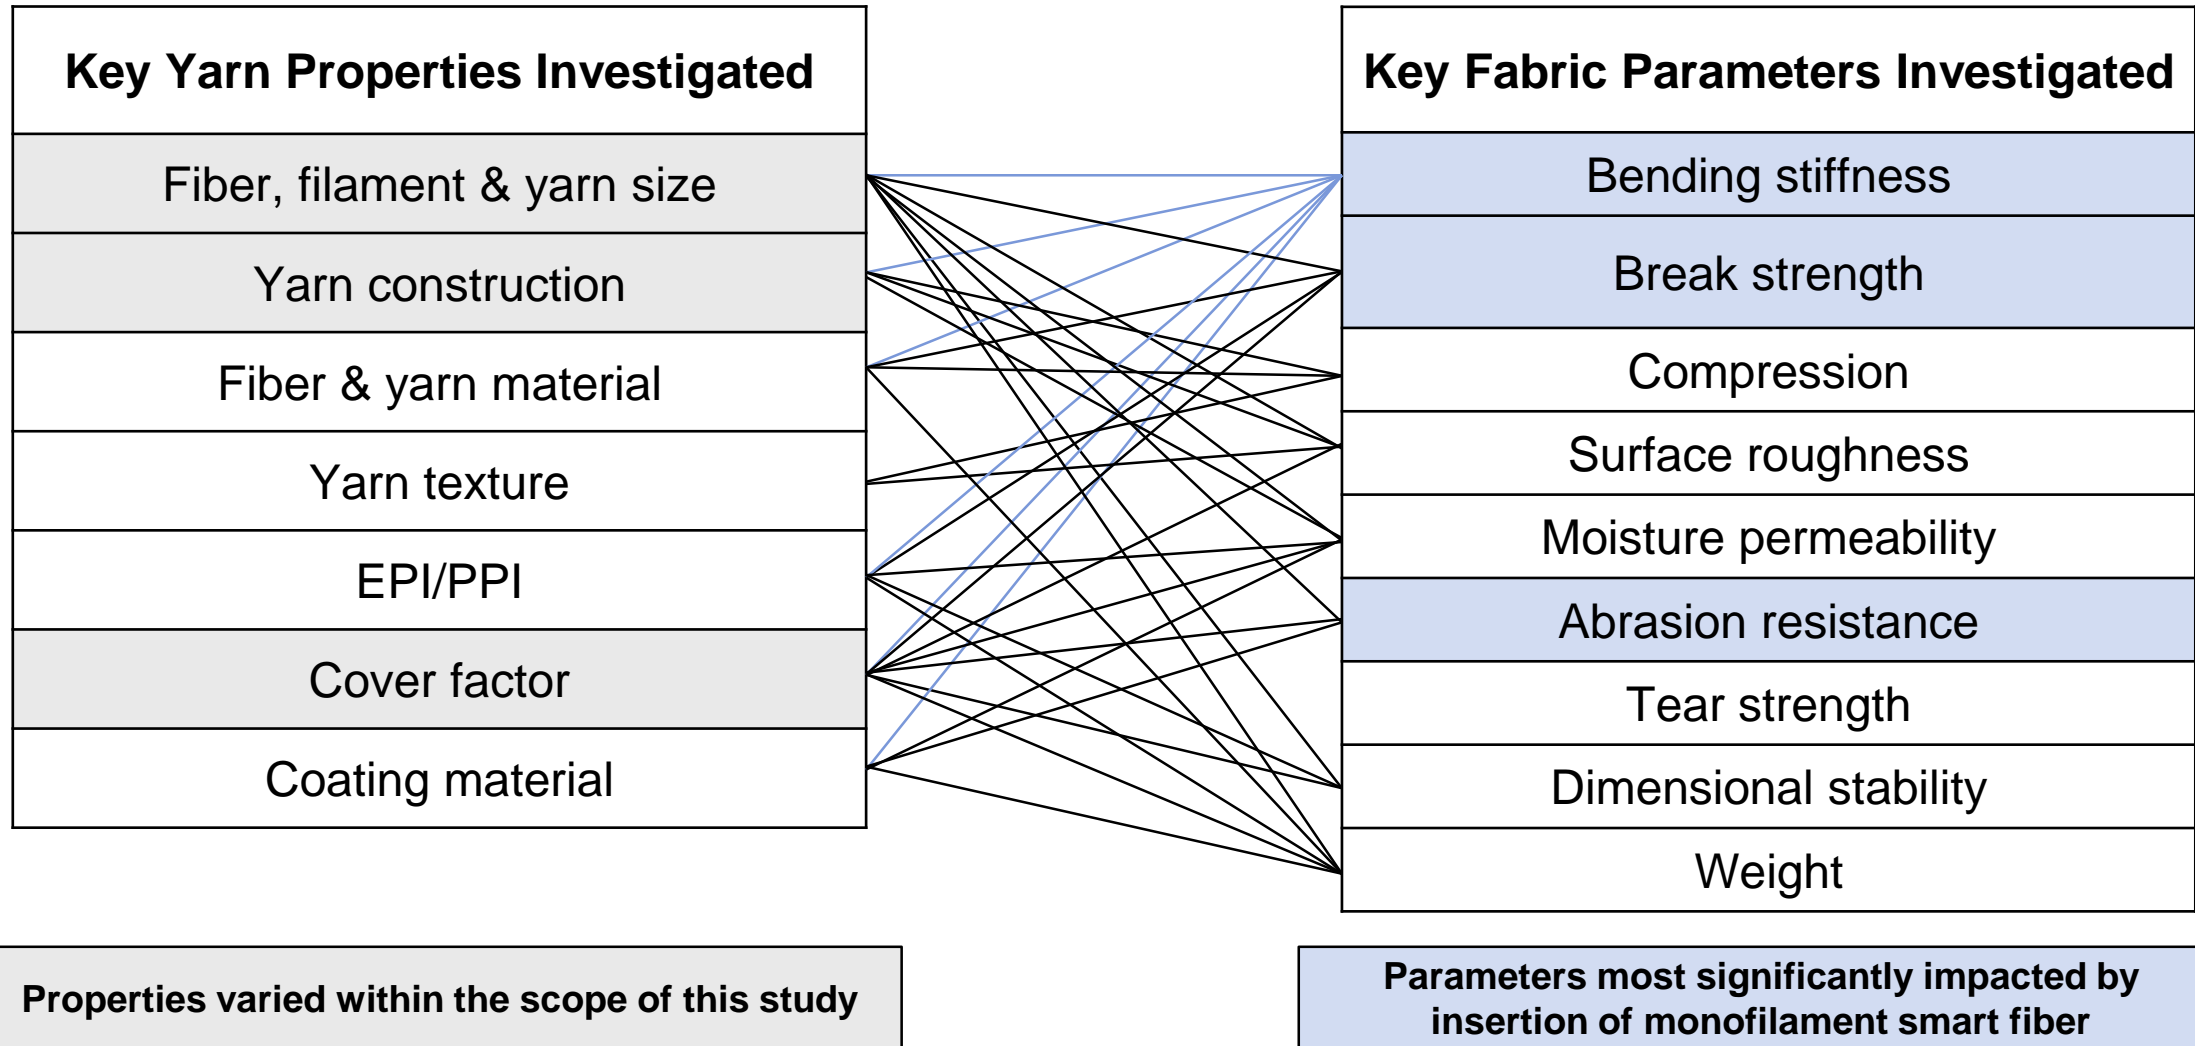 Key Yarn Properties Investigated
Fiber, filament & yarn size
Yarn construction
Fiber & yarn material
Yarn texture
EPI/PPI
Cover factor
Coating material
Properties varied within the scope of this study
Key Fabric Parameters Investigated
Bending stiffness
Break strength
Compression
Surface roughness
Moisture permeability
Abrasion resistance
Tear strength
Dimensional stability
Weight
Parameters most significantly impacted by
insertion of monofilament smart fiber